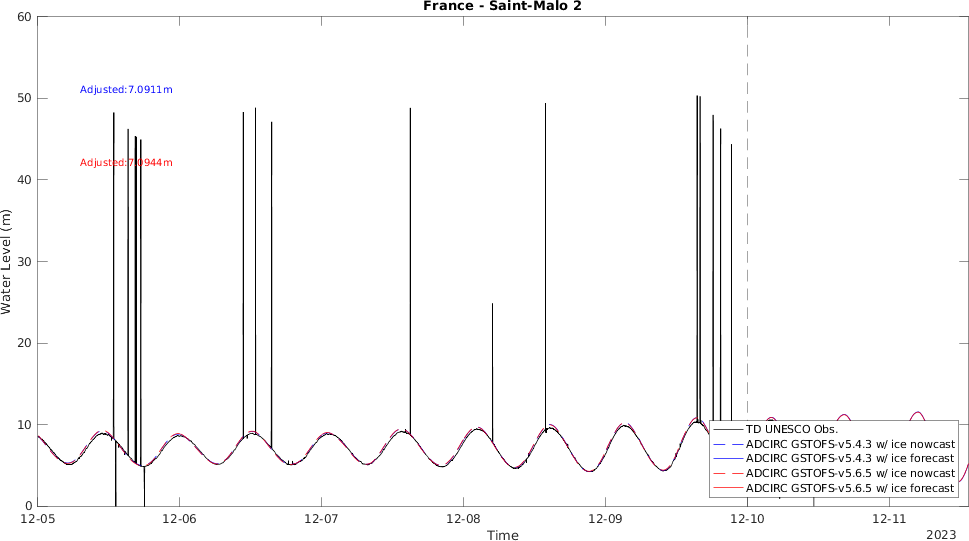 France - Saint-Malo 2
60
50
40
30
20
10
0
Water Level (m)
Adjusted:7.0911m
Adjusted:7.0944m
TD UNESCO Obs.
ADCIRC GSTOFS-v5.4.3 w/ ice nowcast
ADCIRC GSTOFS-v5.4.3 w/ ice forecast
ADCIRC GSTOFS-v5.6.5 w/ ice nowcast
ADCIRC GSTOFS-v5.6.5 w/ ice forecast
12-05 12-06 12-07 12-08 12-09 12-10 12-11
Time
2023